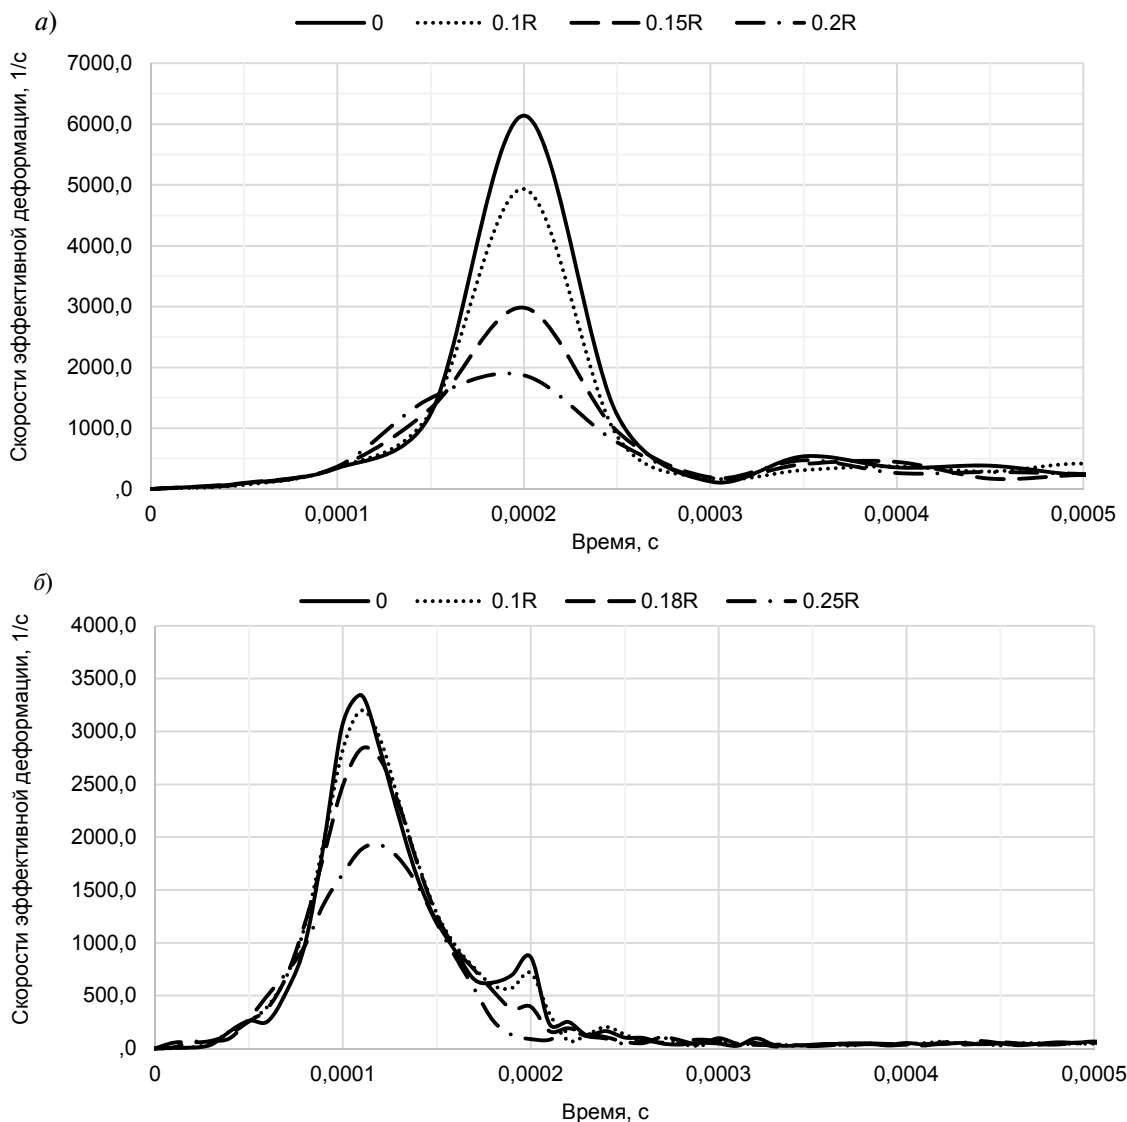 а)
0 0.1R 0.15R 0.2R
Скорости эффективной деформации, 1/с
7000,0
6000,0
5000,0
4000,0
3000,0
2000,0
1000,0
,0
0 0,0001 0,0002 0,0003 0,0004 0,0005
Время, с
б)
0 0.1R 0.18R 0.25R
Скорости эффективной деформации, 1/с
4000,0
3500,0
3000,0
2500,0
2000,0
1500,0
1000,0
500,0
,0
0 0,0001 0,0002 0,0003 0,0004 0,0005
Время, с